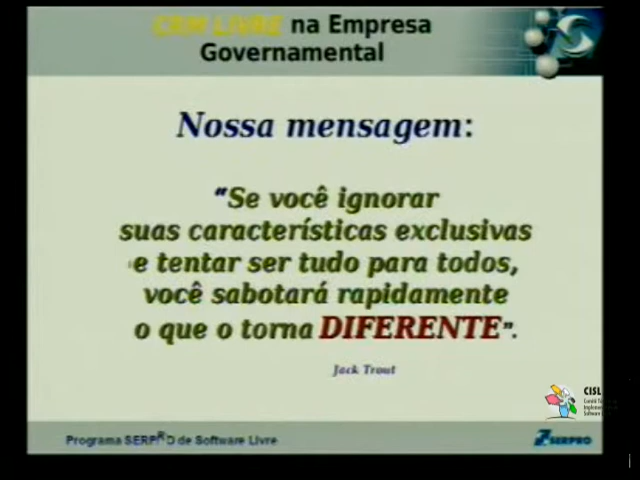 CRM LIVRE na Empresa
Governamental
Nossa mensagem:
"Se você ignorar
suas características exclusivas
e tentar ser tudo para todos,
você sabotará rapidamente
o que o torna DIFERENTE".
Jack Trout
CISL
Programa SERPRO de Software Livre
SERPRO